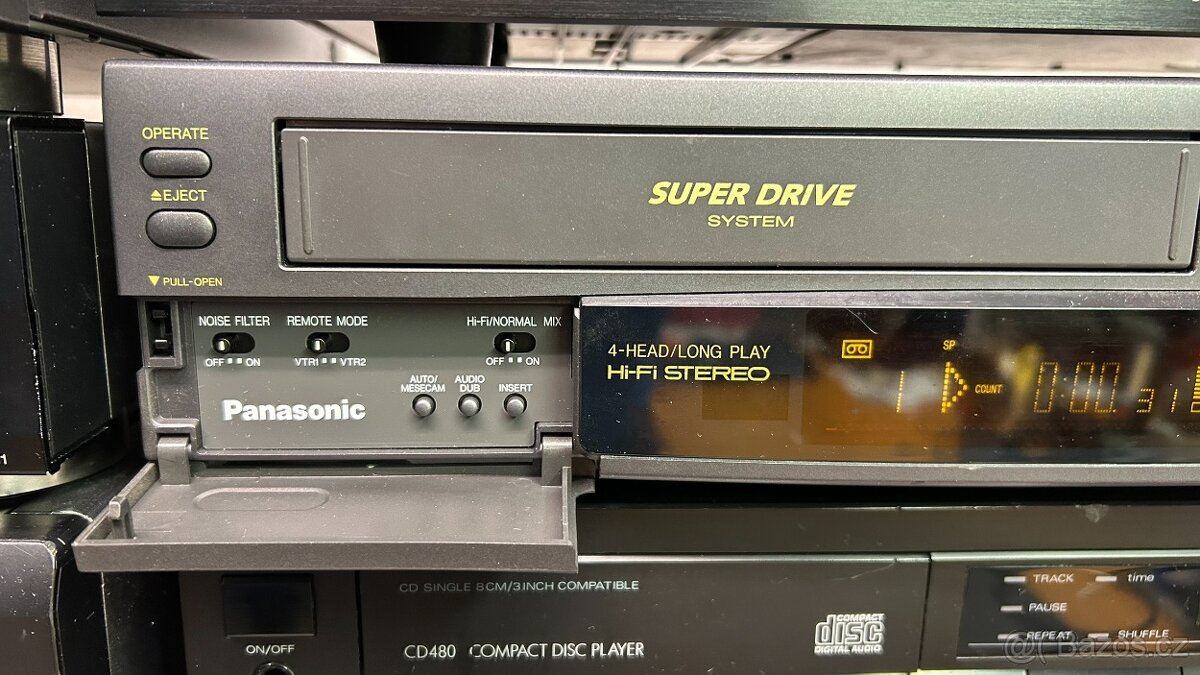 OPERATE
▲EJECT
▼ PULL-OPEN
SUPER DRIVE
SYSTEM
NOISE FILTER REMOTE MODE Hi-Fi/NORMAL MIX
OFF ON VTR1 VTR2 OFF ON
AUTO/
MESECAM
AUDIO
DUB
INSERT
Panasonic
4-HEAD/LONG PLAY
Hi-Fi STEREO
SP
COUNT
0:00.31
CD SINGLE 8CM/3INCH COMPATIBLE
ON/OFF
CD480 COMPACT DISC PLAYER
COMPACT
disc
DIGITAL AUDIO
TRACK time
PAUSE
REPEAT SHUFFLE
Bazos.cz
1